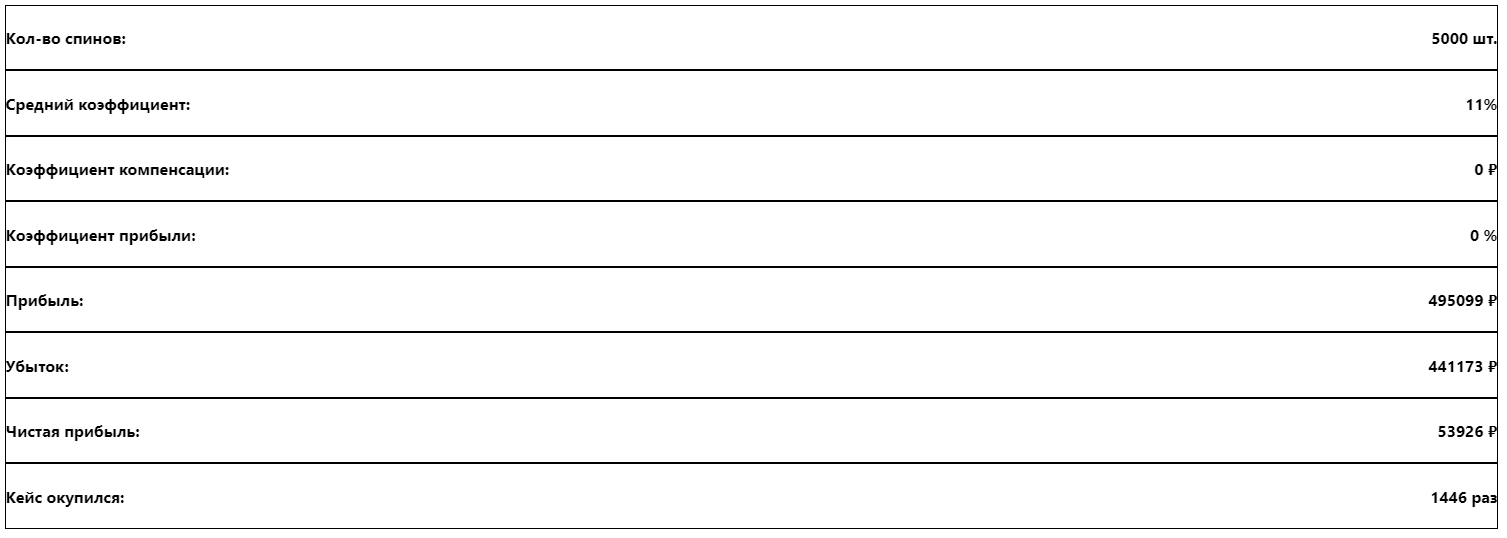 Кол-во спинов: 5000 шт.
Средний коэффициент: 11%
Коэффициент компенсации: 0 ₽
Коэффициент прибыли: 0 %
Прибыль: 495099 ₽
Убыток: 441173 ₽
Чистая прибыль: 53926 ₽
Кейс окупился: 1446 раз